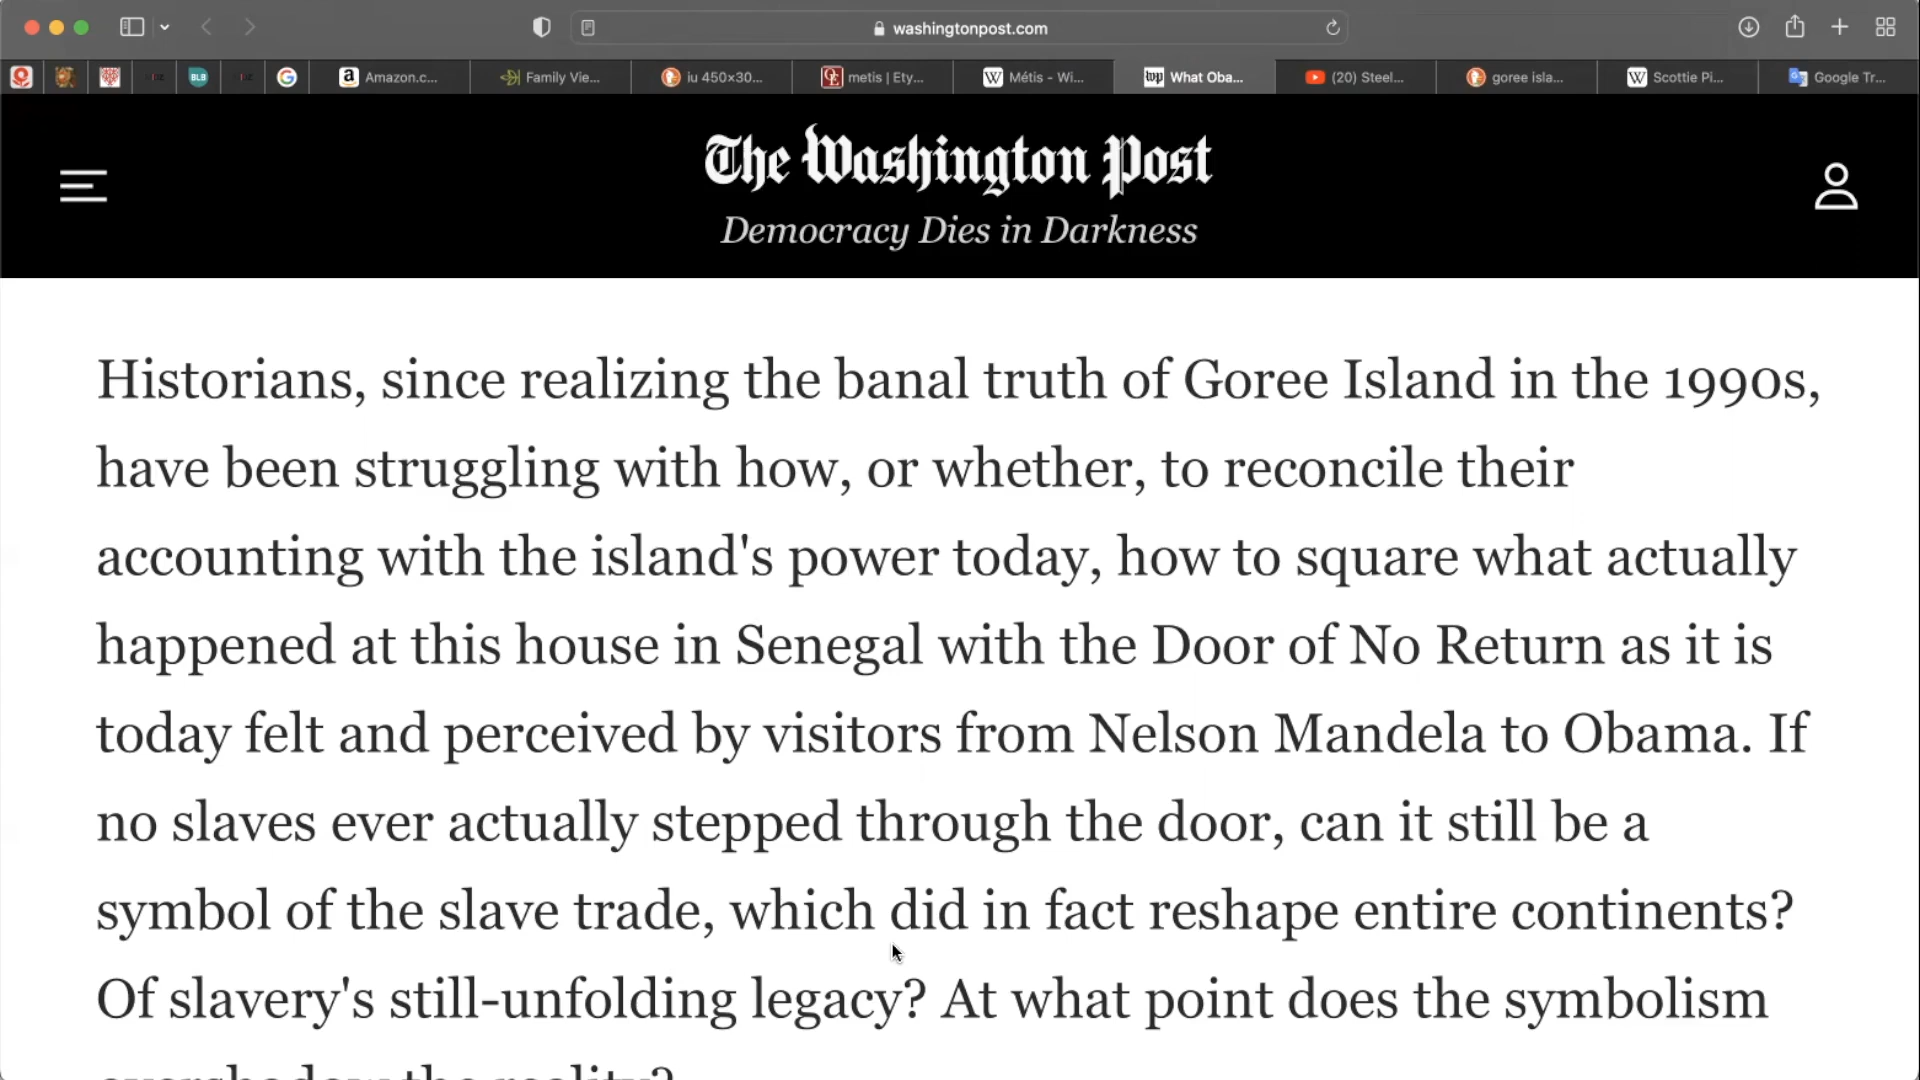 washingtonpost.com
BLB
Amazon.c...
Family Vie...
iu 450×30...
metis | Ety...
Métis - Wi...
wp What Oba...
(20) Steel...
goree isla...
Scottie Pi...
Google Tr...
The Washington Post
Democracy Dies in Darkness
Historians, since realizing the banal truth of Goree Island in the 1990s,
have been struggling with how, or whether, to reconcile their
accounting with the island's power today, how to square what actually
happened at this house in Senegal with the Door of No Return as it is
today felt and perceived by visitors from Nelson Mandela to Obama. If
no slaves ever actually stepped through the door, can it still be a
symbol of the slave trade, which did in fact reshape entire continents?
Of slavery's still-unfolding legacy? At what point does the symbolism
overshadow the reality?